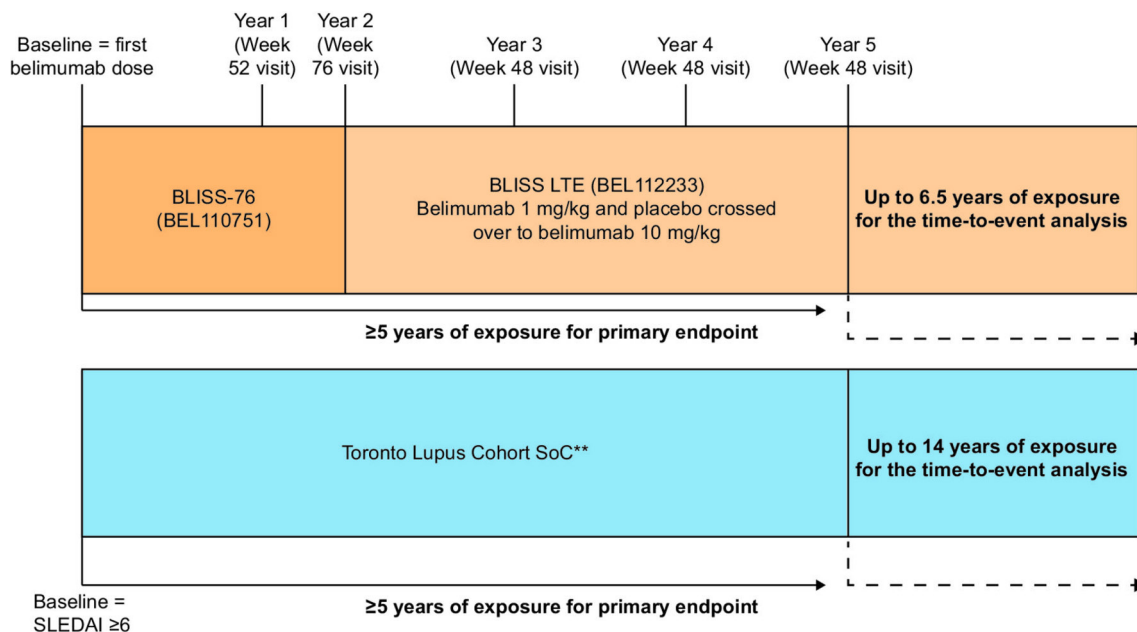 Baseline = first
belimumab dose
Year 1
(Week
52 visit)
Year 2
(Week
76 visit)
Year 3
(Week 48 visit)
Year 4
(Week 48 visit)
Year 5
(Week 48 visit)
BLISS-76
(BEL110751)
BLISS LTE (BEL112233)
Belimumab 1 mg/kg and placebo crossed
over to belimumab 10 mg/kg
Up to 6.5 years of exposure
for the time-to-event analysis
≥5 years of exposure for primary endpoint
Toronto Lupus Cohort SoC**
Up to 14 years of exposure
for the time-to-event analysis
≥5 years of exposure for primary endpoint
Baseline =
SLEDAI ≥6